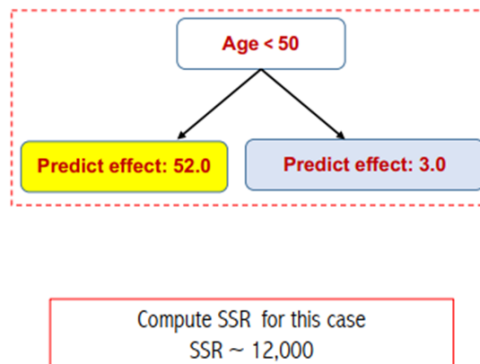 Age < 50
Predict effect: 52.0
Predict effect: 3.0
Compute SSR for this case
SSR ~ 12,000